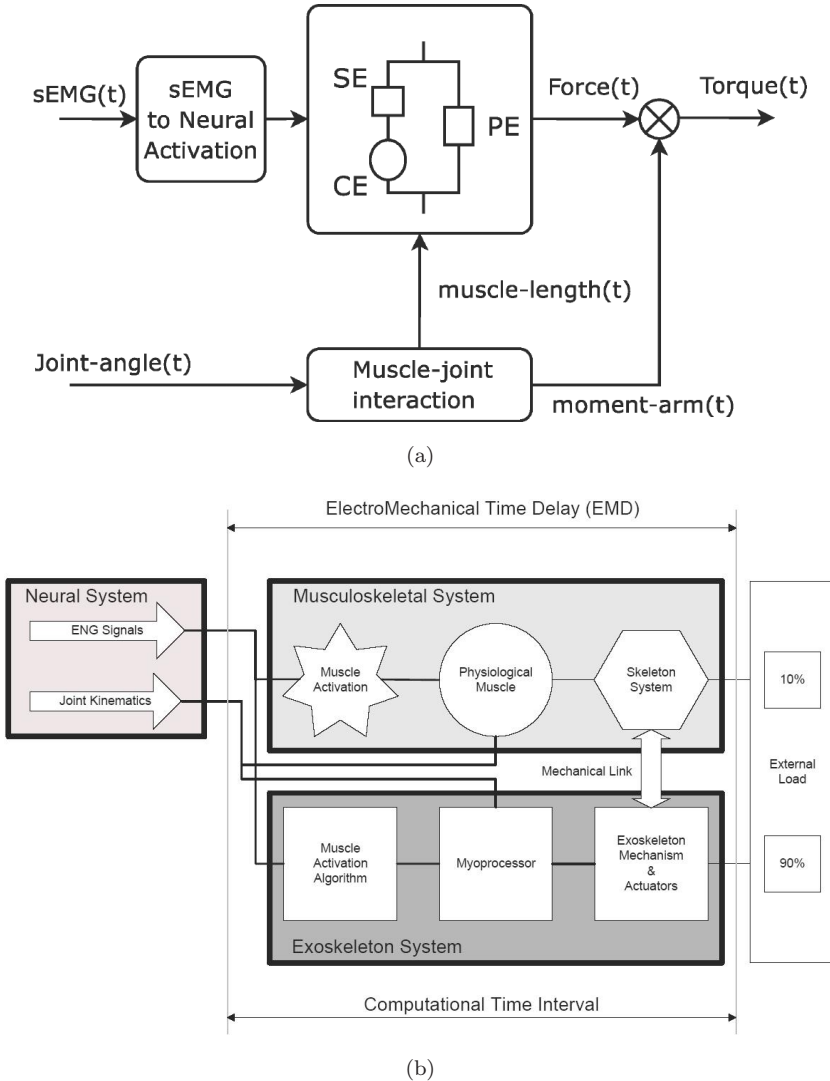 sEMG(t)
sEMG
to Neural
Activation
SE
CE
PE
Force(t)
Torque(t)
muscle-length(t)
Joint-angle(t)
Muscle-joint
interaction
moment-arm(t)
(a)
ElectroMechanical Time Delay (EMD)
Neural System
ENG Signals
Joint Kinematics
Musculoskeletal System
Muscle
Activation
Physiological
Muscle
Skeleton
System
10%
Mechanical Link
External
Load
Muscle
Activation
Algorithm
Myoprocessor
Exoskeleton
Mechanism
&
Actuators
90%
Exoskeleton System
Computational Time Interval
(b)